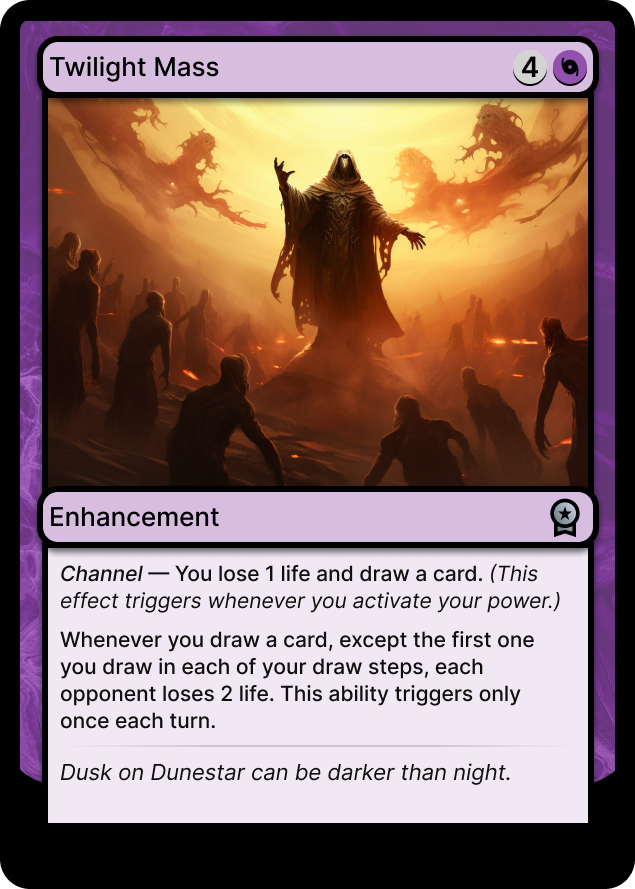 Twilight Mass
4
Enhancement
Channel — You lose 1 life and draw a card. (This
effect triggers whenever you activate your power.)
Whenever you draw a card, except the first one
you draw in each of your draw steps, each
opponent loses 2 life. This ability triggers only
once each turn.
Dusk on Dunestar can be darker than night.